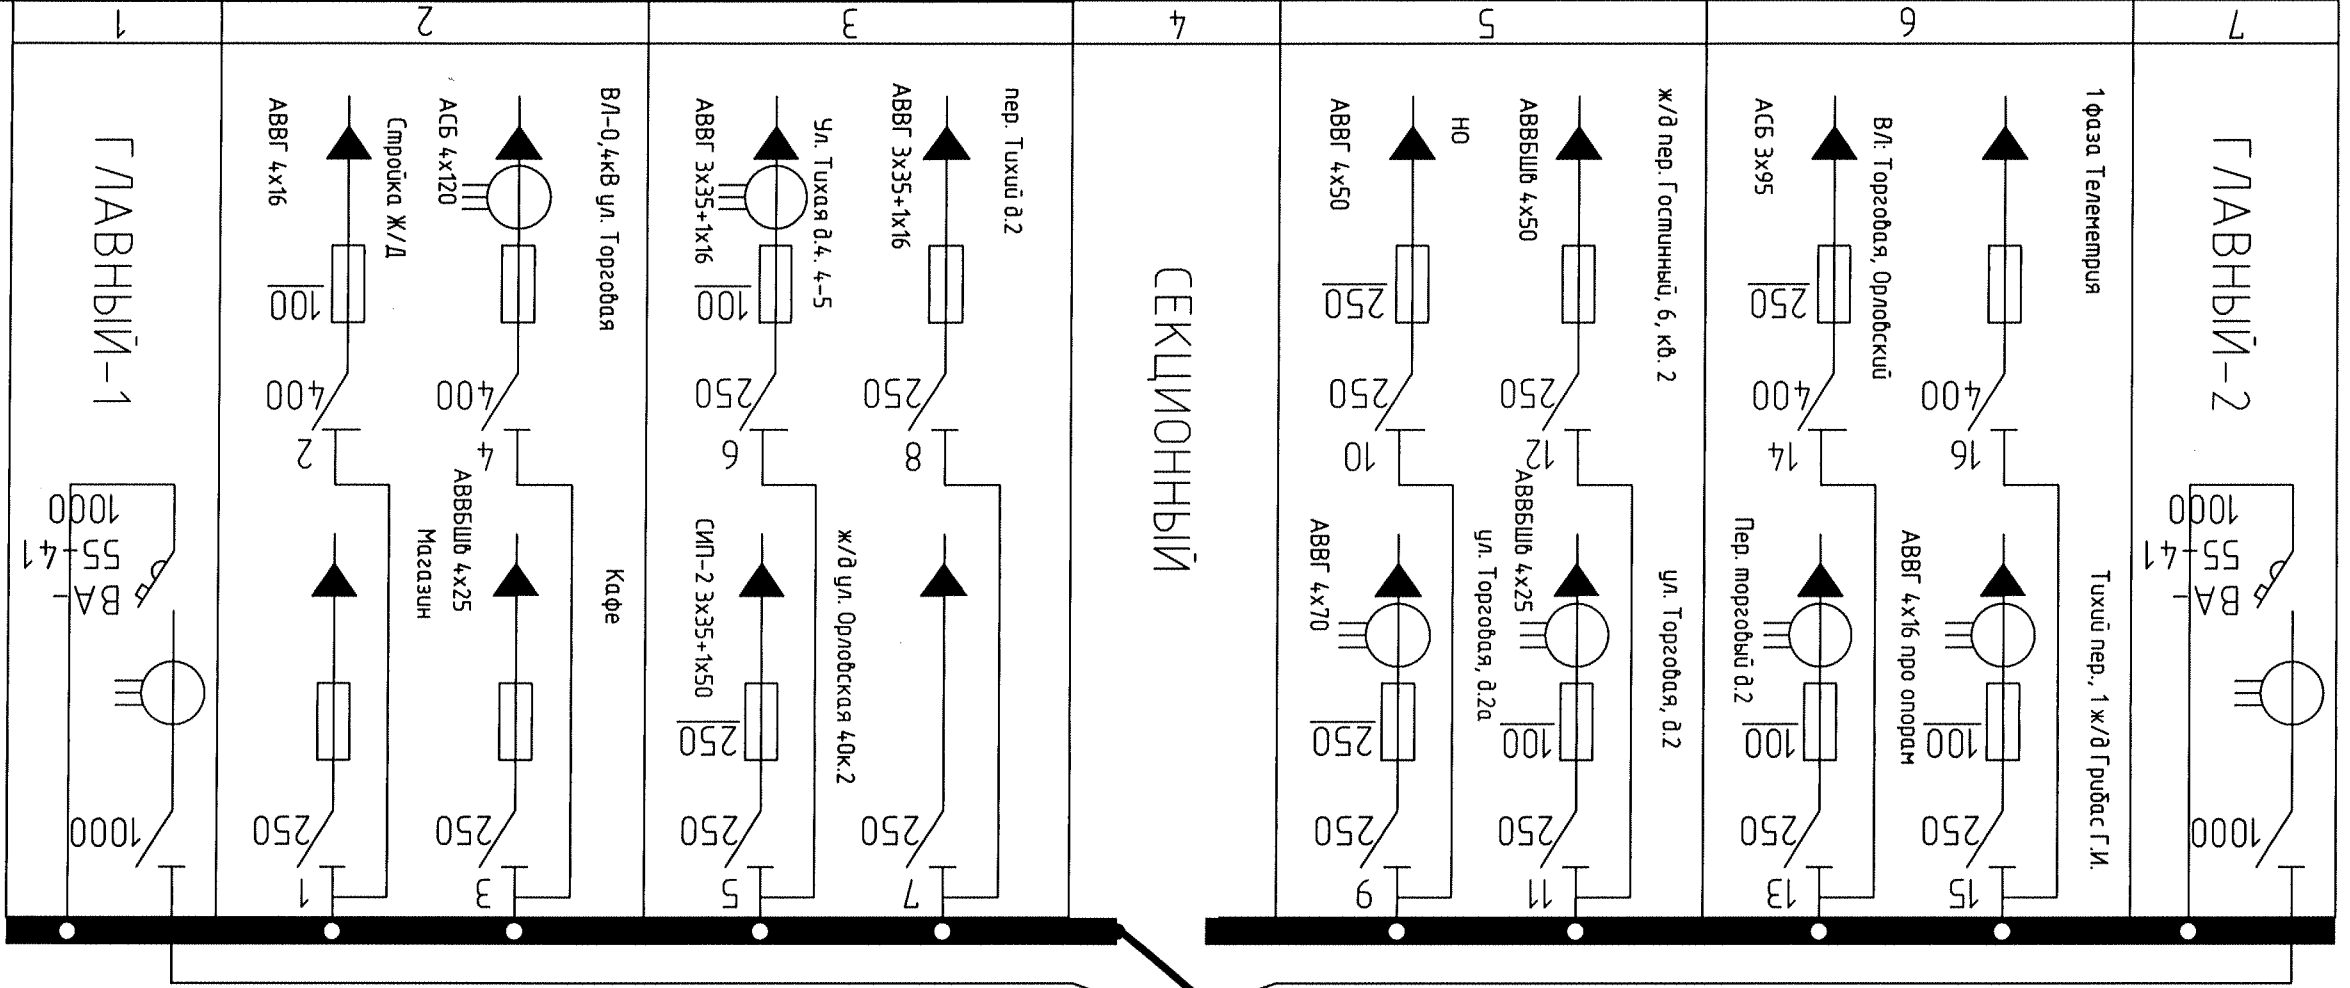 1
2
3
4
5
6
7
ГЛАВНЫЙ-1
1000
ВА-
55-41
1000
АВВГ 4х16
Стройка Ж/Д
100
400
2
АСБ 4х120
ВЛ-0,4кВ ул. Торговая
400
4
Магазин
250
1
АВВБШв 4х25
Кафе
250
3
АВВГ 3х35+1х16
Ул. Тихая д.4. 4-5
100
250
6
АВВГ 3х35+1х16
пер. Тихий д.2
250
8
СИП-2 3х35+1х50
ж/д ул. Орловская 40к.2
250
250
5
250
7
СЕКЦИОННЫЙ
АВВГ 4х50
НО
250
250
10
АВВБШв 4х50
ж/д пер. Гостинный, 6, кв. 2
250
12
АВВГ 4х70
ул. Торговая, д.2а
250
250
9
АВВБШв 4х25
ул. Торговая, д.2
100
250
11
АСБ 3х95
ВЛ: Торговая, Орловский
250
400
14
1 фаза Телеметрия
400
16
Пер. торговый д.2
100
250
13
АВВГ 4х16 про опорам
Тихий пер., 1 ж/д Грибас Г.И.
100
250
15
ГЛАВНЫЙ-2
1000
ВА-
55-41
1000